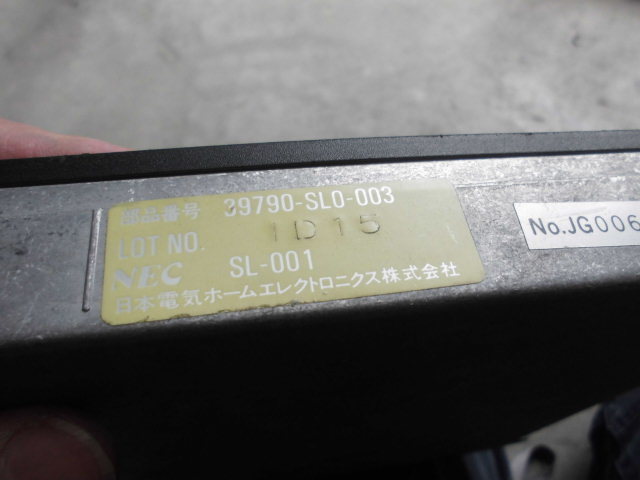 部品番号 39790-SL0-003
LOT NO. 1D15
NEC SL-001
日本電気ホームエレクトロニクス株式会社
No.JG006